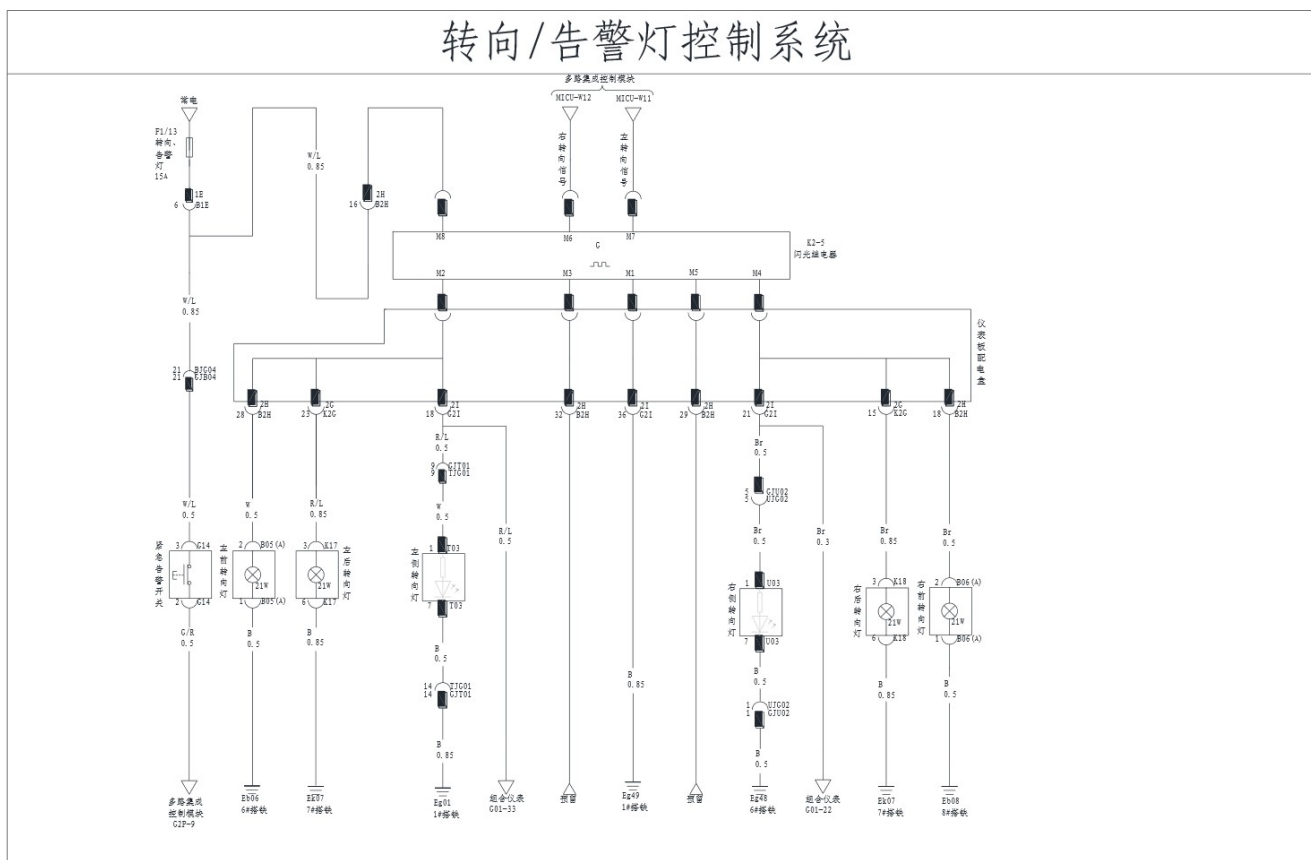 转向/告警灯控制系统
多路集成控制模块
常电
MICU-W12
MICU-W11
F1/13
转向、
告警
灯
15A
W/L
0.85
右转向信号
左转向信号
1E
6
B1E
2H
16
B2H
M8
M6
M7
G
K2-5
闪光继电器
M2
M3
M1
M5
M4
W/L
0.85
仪表板配电盒
21
BJG04
21
GJB04
2H
28
B2H
2G
23
K2G
2I
18
G2I
2H
32
B2H
2I
36
G2I
2H
29
B2H
2I
21
G2I
2G
15
K2G
2H
18
B2H
R/L
0.5
Br
0.5
9
GJT01
9
TJG01
5
GJU02
5
UJG02
W/L
0.5
W
0.5
R/L
0.85
W
0.5
R/L
0.5
Br
0.5
Br
0.3
Br
0.85
Br
0.5
紧急告警开关
3
G14
2
G14
左前转向灯
2
B05(A)
21W
1
B05(A)
左后转向灯
3
K17
21W
6
K17
左侧转向灯
1
T03
7
T03
右侧转向灯
1
U03
7
U03
右后转向灯
3
K18
21W
6
K18
右前转向灯
2
B06(A)
21W
1
B06(A)
G/R
0.5
B
0.5
B
0.85
B
0.5
B
0.85
B
0.5
B
0.85
B
0.5
14
TJG01
14
GJT01
1
UJG02
1
GJU02
B
0.85
B
0.5
多路集成
控制模块
G2P-9
Eb06
6#搭铁
Ek07
7#搭铁
Eg01
1#搭铁
组合仪表
G01-33
预留
Eg49
1#搭铁
预留
Eg48
6#搭铁
组合仪表
G01-22
Ek07
7#搭铁
Eb08
8#搭铁